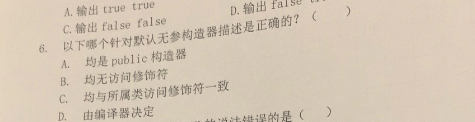 A. 输出 true true
C. 输出 false false
D. 输出 false
6. 以下哪个针对默认无参构造器描述是正确的？（ ）
A. 均是 public 构造器
B. 均无访问修饰符
C. 均与所属类访问修饰符一致
D. 由编译器决定
说法错误的是（ ）